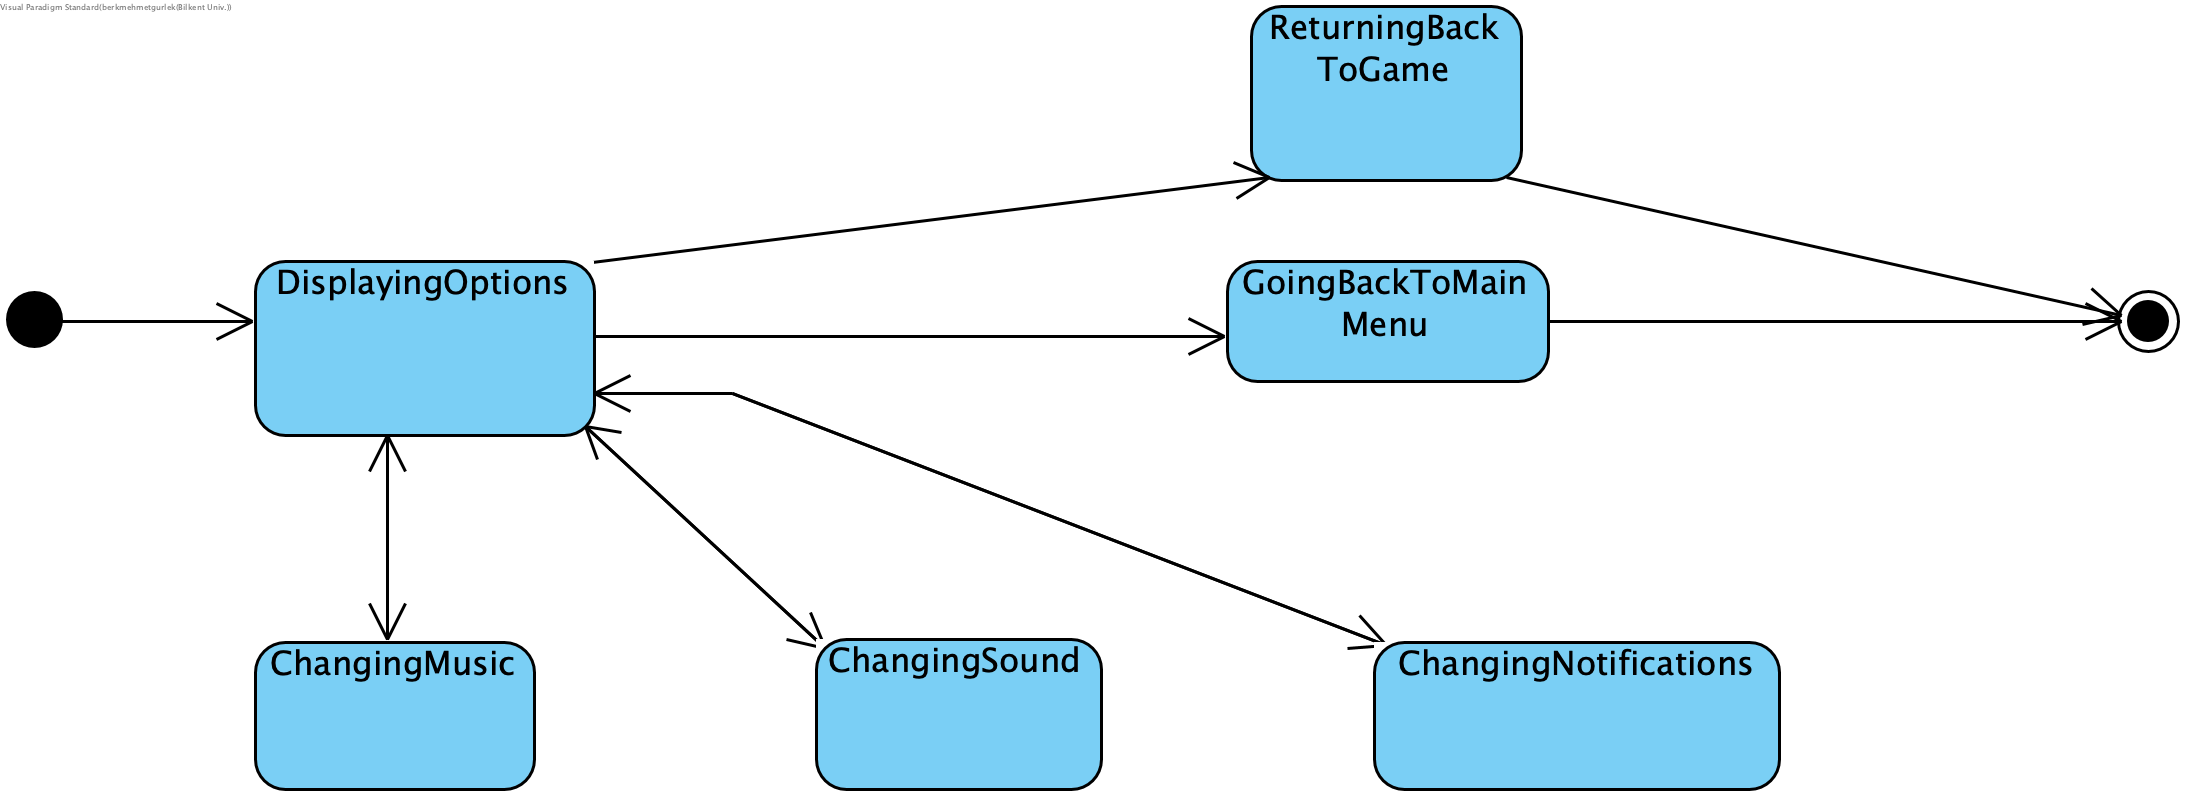 Visual Paradigm Standard(berkmehmetgurlek(Bilkent Univ.))
ReturningBack
ToGame
DisplayingOptions
GoingBackToMain
Menu
ChangingMusic
ChangingSound
ChangingNotifications